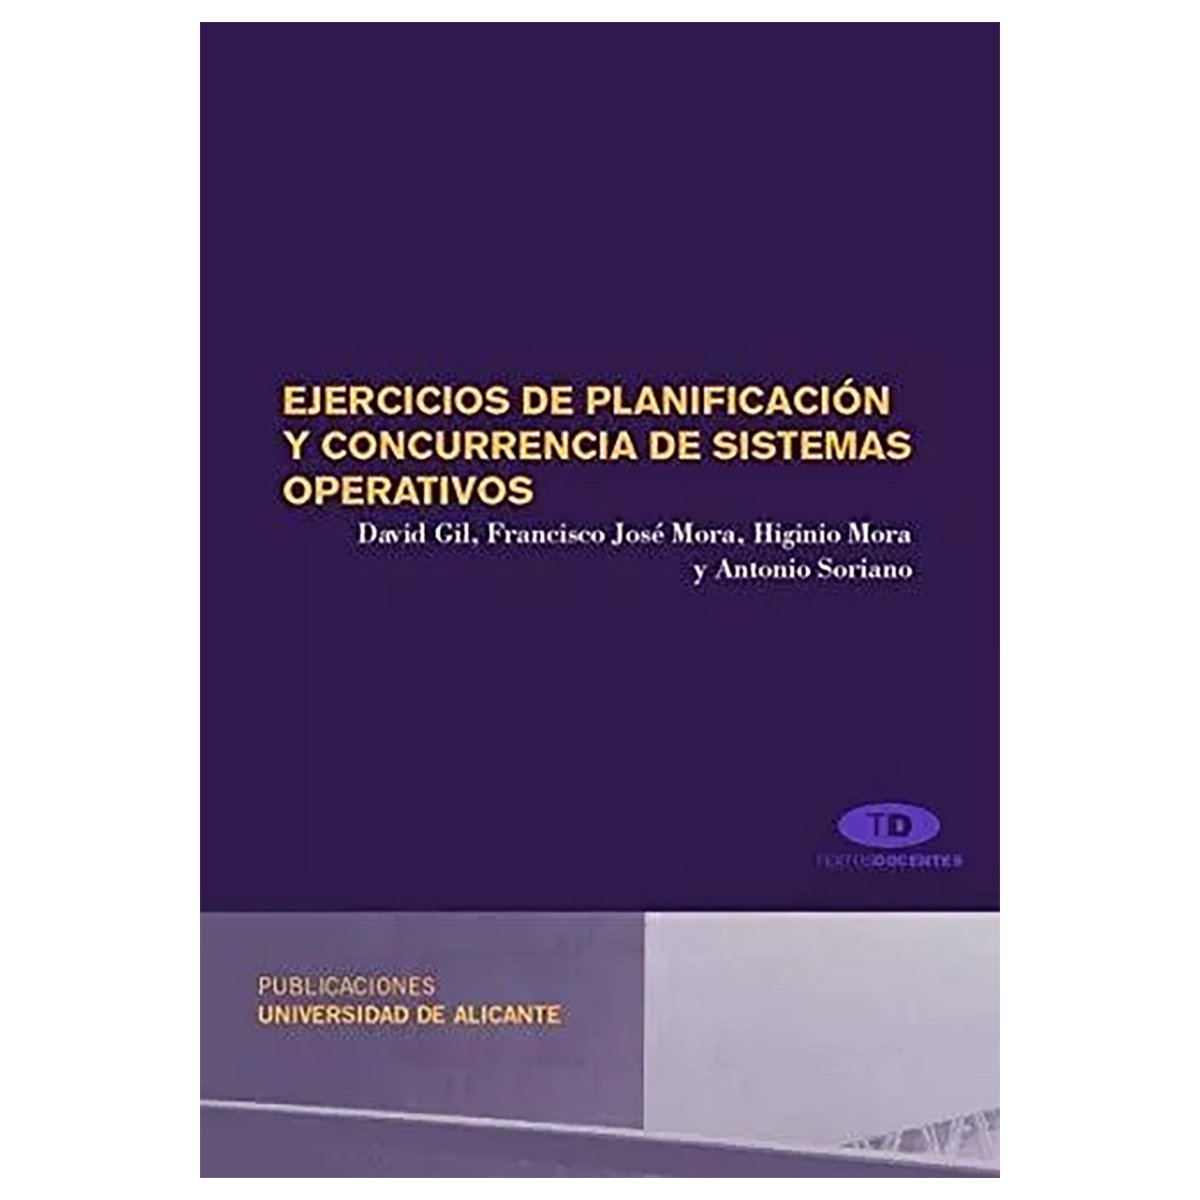 EJERCICIOS DE PLANIFICACIÓN
Y CONCURRENCIA DE SISTEMAS
OPERATIVOS
David Gil, Francisco José Mora, Higinio Mora
y Antonio Soriano
TD
TEXTOSDOCENTES
PUBLICACIONES
UNIVERSIDAD DE ALICANTE